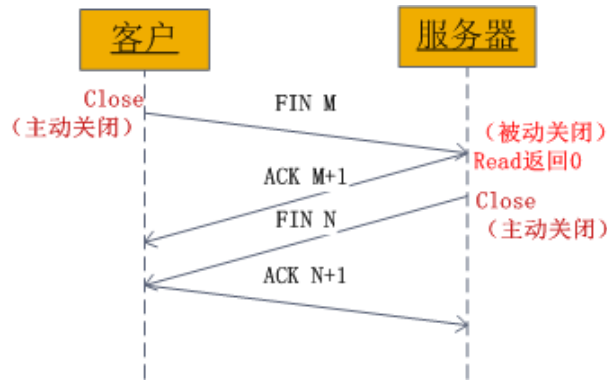 客户
服务器
Close
（主动关闭）
FIN M
（被动关闭）
Read返回0
ACK M+1
FIN N
Close
（主动关闭）
ACK N+1